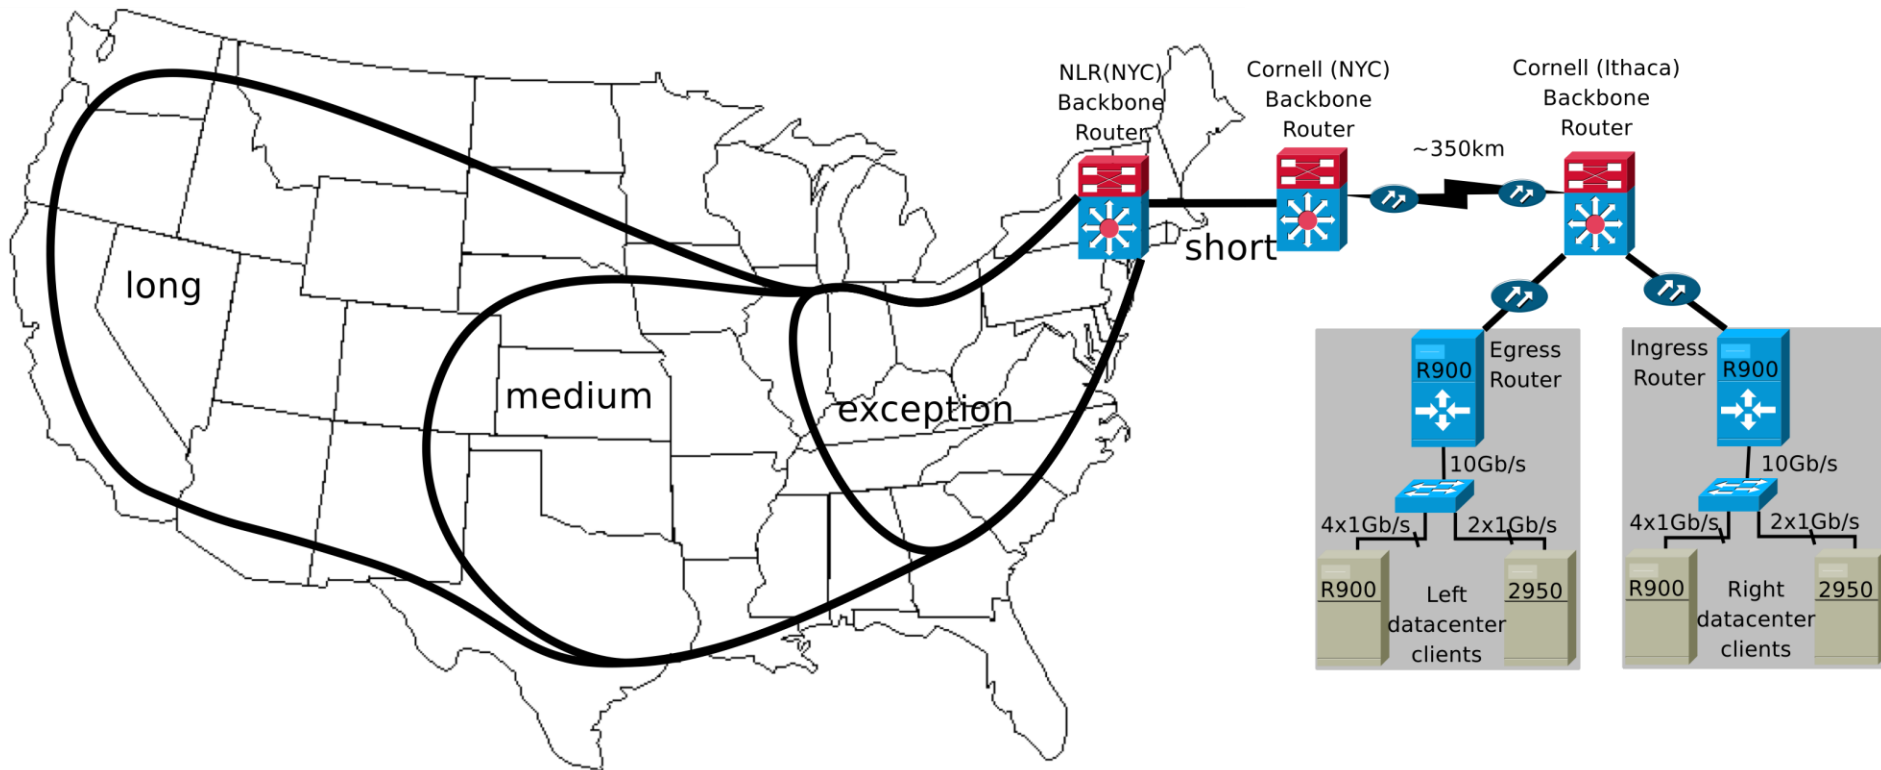 NLR(NYC)
Backbone
Router
Cornell (NYC)
Backbone
Router
Cornell (Ithaca)
Backbone
Router
~350km
short
long
medium
exception
R900
Egress
Router
Ingress
Router
R900
10Gb/s
10Gb/s
4x1Gb/s
2x1Gb/s
4x1Gb/s
2x1Gb/s
R900
Left
datacenter
clients
2950
R900
Right
datacenter
clients
2950